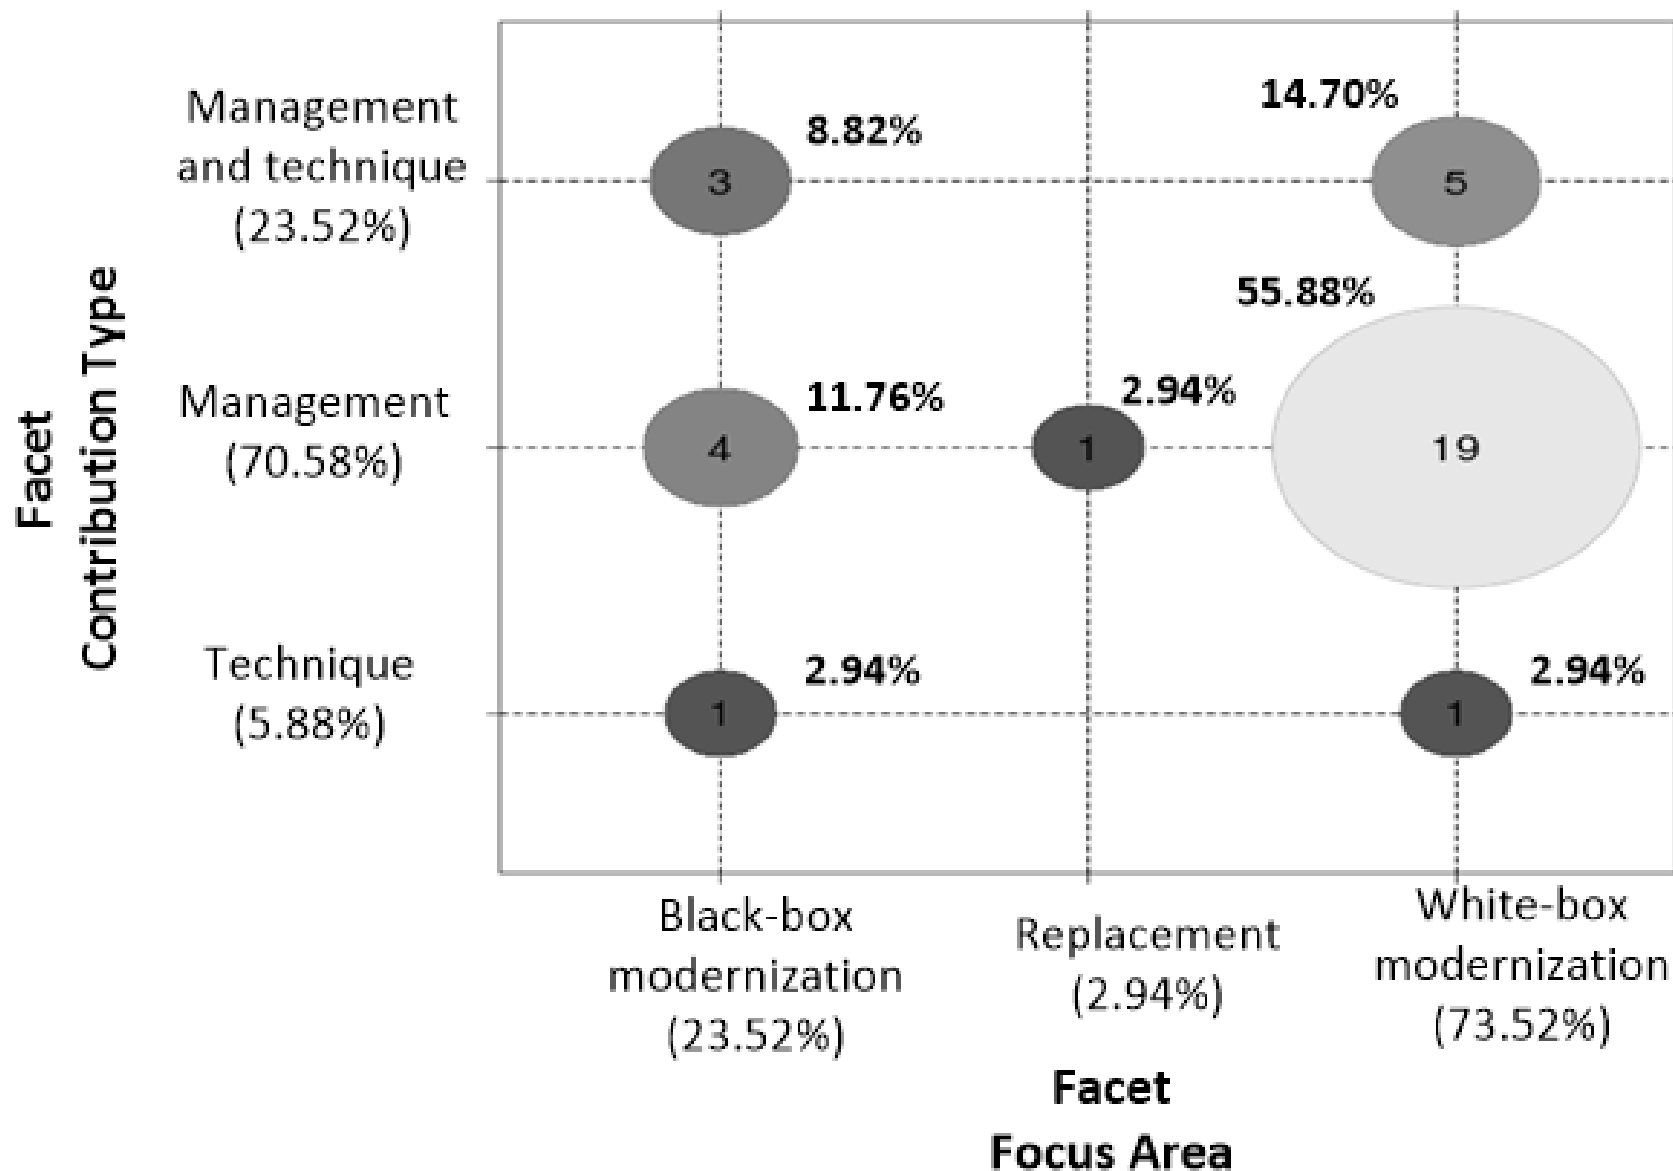 Facet
Contribution Type
Management
and technique
(23.52%)
Management
(70.58%)
Technique
(5.88%)
3
8.82%
14.70%
5
55.88%
4
11.76%
1
2.94%
19
1
2.94%
1
2.94%
Black-box
modernization
(23.52%)
Replacement
(2.94%)
White-box
modernization
(73.52%)
Facet
Focus Area